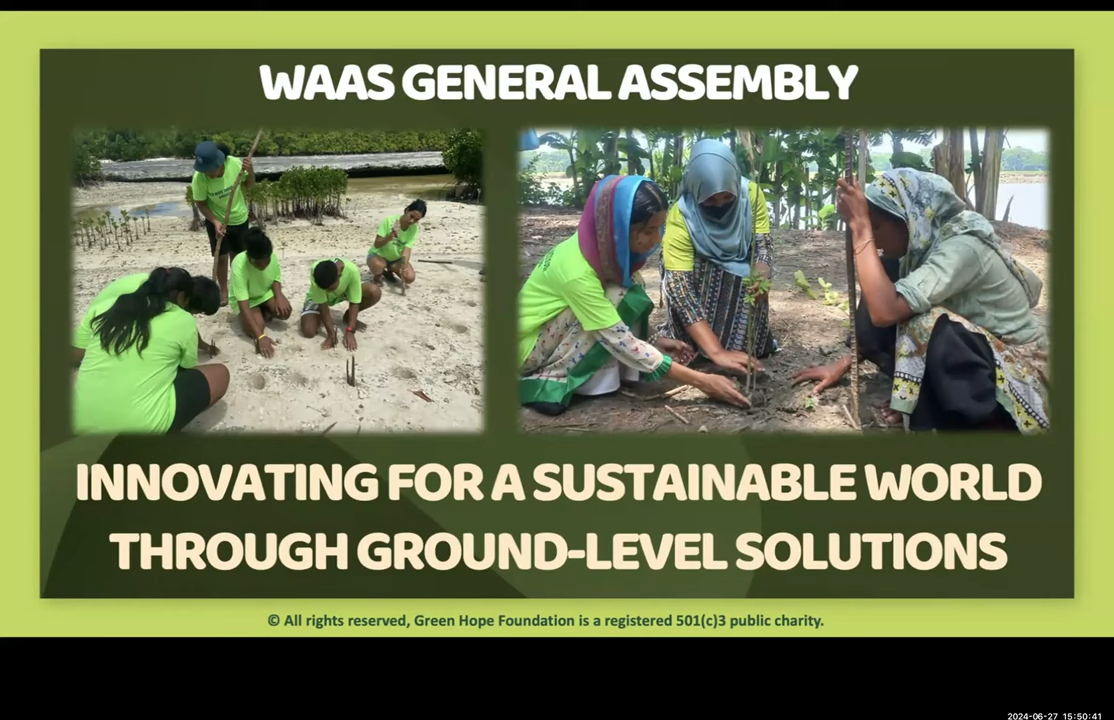 WAAS GENERAL ASSEMBLY
INNOVATING FOR A SUSTAINABLE WORLD
THROUGH GROUND-LEVEL SOLUTIONS
© All rights reserved, Green Hope Foundation is a registered 501(c)3 public charity.
2024-06-27 15:50:41